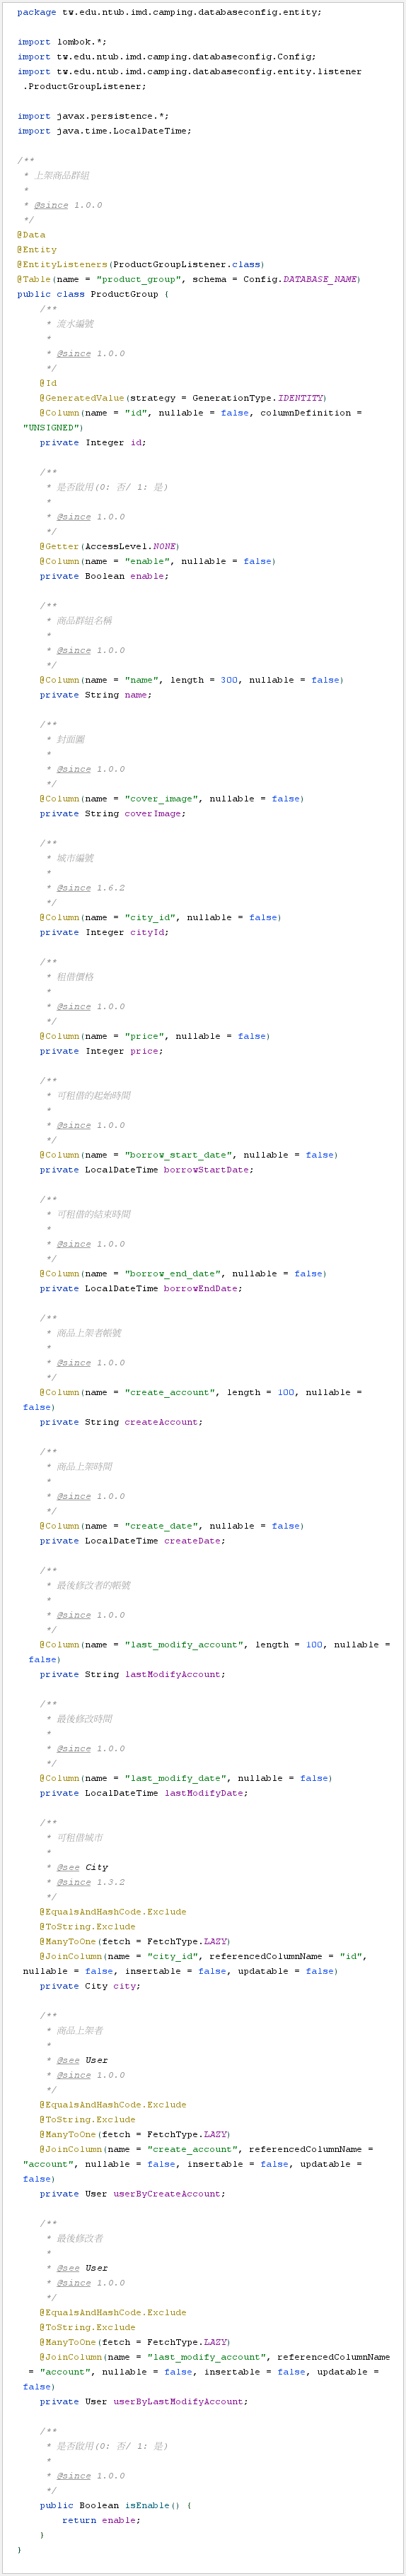 package tw.edu.ntub.imd.camping.databaseconfig.entity;
import lombok.*;
import tw.edu.ntub.imd.camping.databaseconfig.Config;
import tw.edu.ntub.imd.camping.databaseconfig.entity.listener
.ProductGroupListener;
import javax.persistence.*;
import java.time.LocalDateTime;
/**
* 上架商品群組
*
* @since 1.0.0
*/
@Data
@Entity
@EntityListeners(ProductGroupListener.class)
@Table(name = "product_group", schema = Config.DATABASE_NAME)
public class ProductGroup {
/**
* 流水編號
*
* @since 1.0.0
*/
@Id
@GeneratedValue(strategy = GenerationType.IDENTITY)
@Column(name = "id", nullable = false, columnDefinition =
"UNSIGNED")
private Integer id;
/**
* 是否啟用(0: 否/ 1: 是)
*
* @since 1.0.0
*/
@Getter(AccessLevel.NONE)
@Column(name = "enable", nullable = false)
private Boolean enable;
/**
* 商品群組名稱
*
* @since 1.0.0
*/
@Column(name = "name", length = 300, nullable = false)
private String name;
/**
* 封面圖
*
* @since 1.0.0
*/
@Column(name = "cover_image", nullable = false)
private String coverImage;
/**
* 城市編號
*
* @since 1.6.2
*/
@Column(name = "city_id", nullable = false)
private Integer cityId;
/**
* 租借價格
*
* @since 1.0.0
*/
@Column(name = "price", nullable = false)
private Integer price;
/**
* 可租借的起始時間
*
* @since 1.0.0
*/
@Column(name = "borrow_start_date", nullable = false)
private LocalDateTime borrowStartDate;
/**
* 可租借的結束時間
*
* @since 1.0.0
*/
@Column(name = "borrow_end_date", nullable = false)
private LocalDateTime borrowEndDate;
/**
* 商品上架者帳號
*
* @since 1.0.0
*/
@Column(name = "create_account", length = 100, nullable =
false)
private String createAccount;
/**
* 商品上架時間
*
* @since 1.0.0
*/
@Column(name = "create_date", nullable = false)
private LocalDateTime createDate;
/**
* 最後修改者的帳號
*
* @since 1.0.0
*/
@Column(name = "last_modify_account", length = 100, nullable =
false)
private String lastModifyAccount;
/**
* 最後修改時間
*
* @since 1.0.0
*/
@Column(name = "last_modify_date", nullable = false)
private LocalDateTime lastModifyDate;
/**
* 可租借城市
*
* @see City
* @since 1.3.2
*/
@EqualsAndHashCode.Exclude
@ToString.Exclude
@ManyToOne(fetch = FetchType.LAZY)
@JoinColumn(name = "city_id", referencedColumnName = "id",
nullable = false, insertable = false, updatable = false)
private City city;
/**
* 商品上架者
*
* @see User
* @since 1.0.0
*/
@EqualsAndHashCode.Exclude
@ToString.Exclude
@ManyToOne(fetch = FetchType.LAZY)
@JoinColumn(name = "create_account", referencedColumnName =
"account", nullable = false, insertable = false, updatable =
false)
private User userByCreateAccount;
/**
* 最後修改者
*
* @see User
* @since 1.0.0
*/
@EqualsAndHashCode.Exclude
@ToString.Exclude
@ManyToOne(fetch = FetchType.LAZY)
@JoinColumn(name = "last_modify_account", referencedColumnName
= "account", nullable = false, insertable = false, updatable =
false)
private User userByLastModifyAccount;
/**
* 是否啟用(0: 否/ 1: 是)
*
* @since 1.0.0
*/
public Boolean isEnable() {
return enable;
}
}